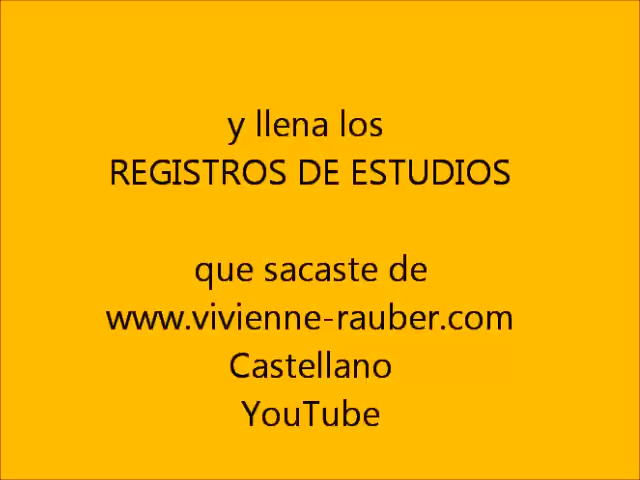 y llena los
REGISTROS DE ESTUDIOS
que sacaste de
www.vivienne-rauber.com
Castellano
YouTube